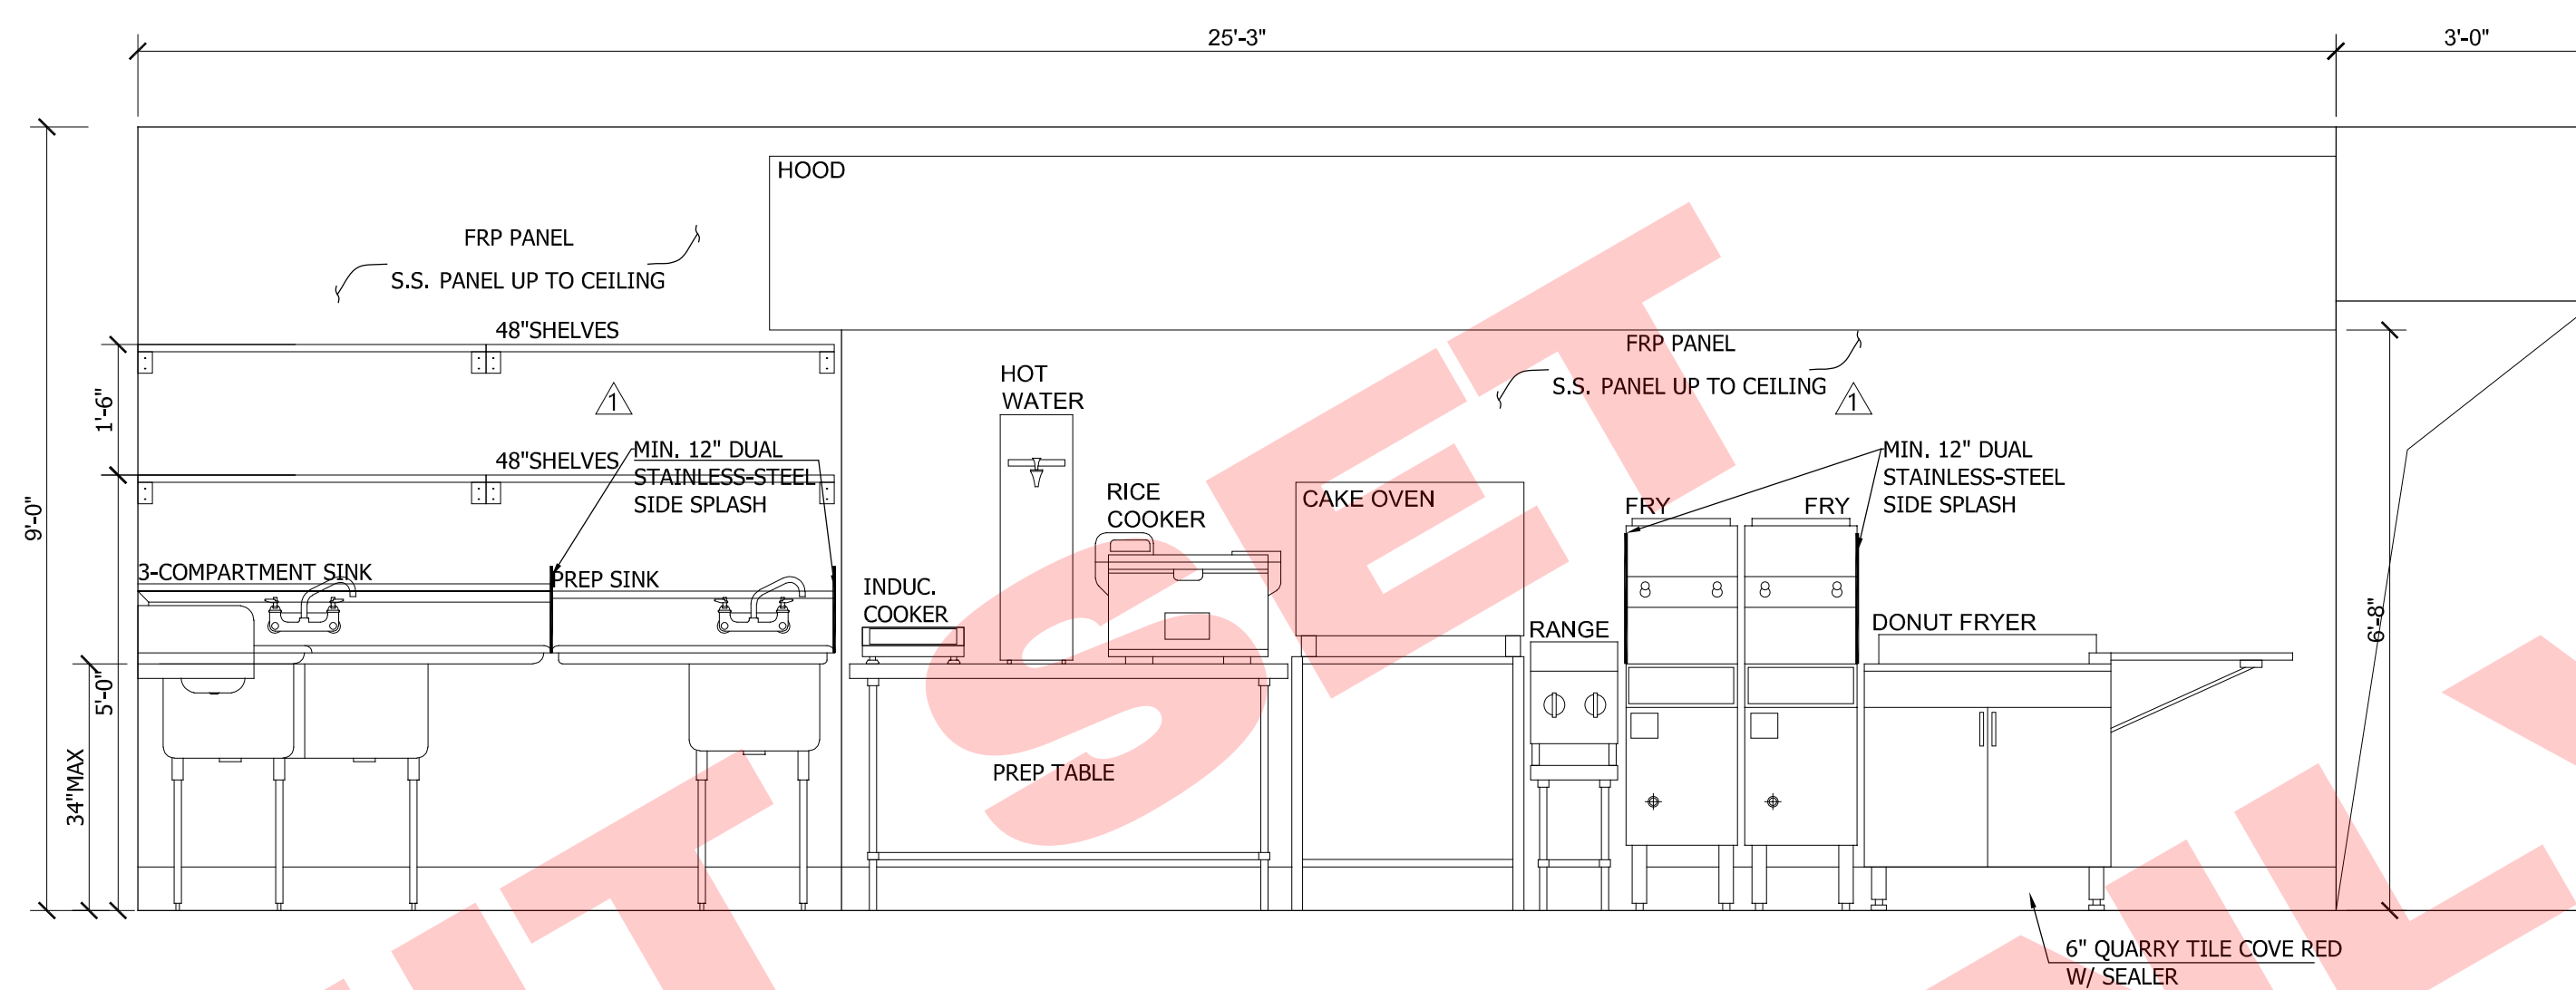 25'-3"
3'-0"
HOOD
FRP PANEL
S.S. PANEL UP TO CEILING
48"SHELVES
FRP PANEL
S.S. PANEL UP TO CEILING
1
1
HOT
WATER
1'-6"
48"SHELVES
MIN. 12" DUAL
STAINLESS-STEEL
SIDE SPLASH
MIN. 12" DUAL
STAINLESS-STEEL
SIDE SPLASH
9'-0"
RICE
COOKER
CAKE OVEN
FRY
FRY
3-COMPARTMENT SINK
PREP SINK
INDUC.
COOKER
RANGE
DONUT FRYER
6'-8"
5'-0"
34"MAX
PREP TABLE
6" QUARRY TILE COVE RED
W/ SEALER
SET